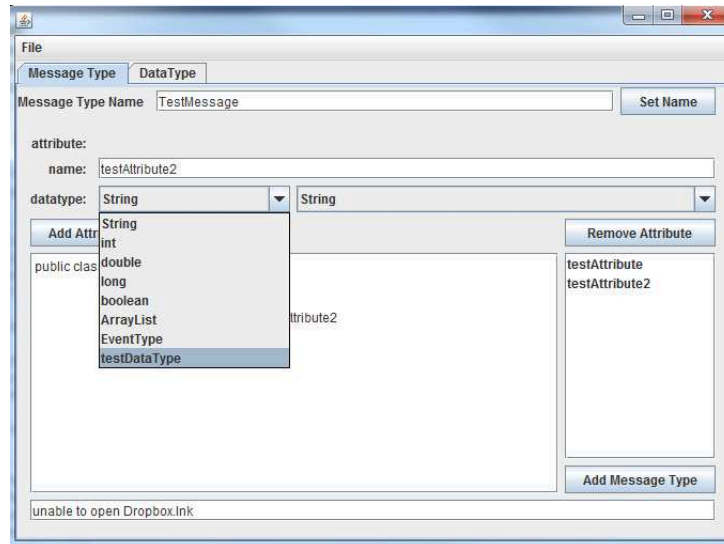 File
Message Type DataType
Message Type Name TestMessage Set Name
attribute:
name: testAttribute2
datatype: String String
Add Attr Remove Attribute
String
int
double
long
boolean
ArrayList
EventType
testDataType
public clas
ttribute2
testAttribute
testAttribute2
Add Message Type
unable to open Dropbox.lnk